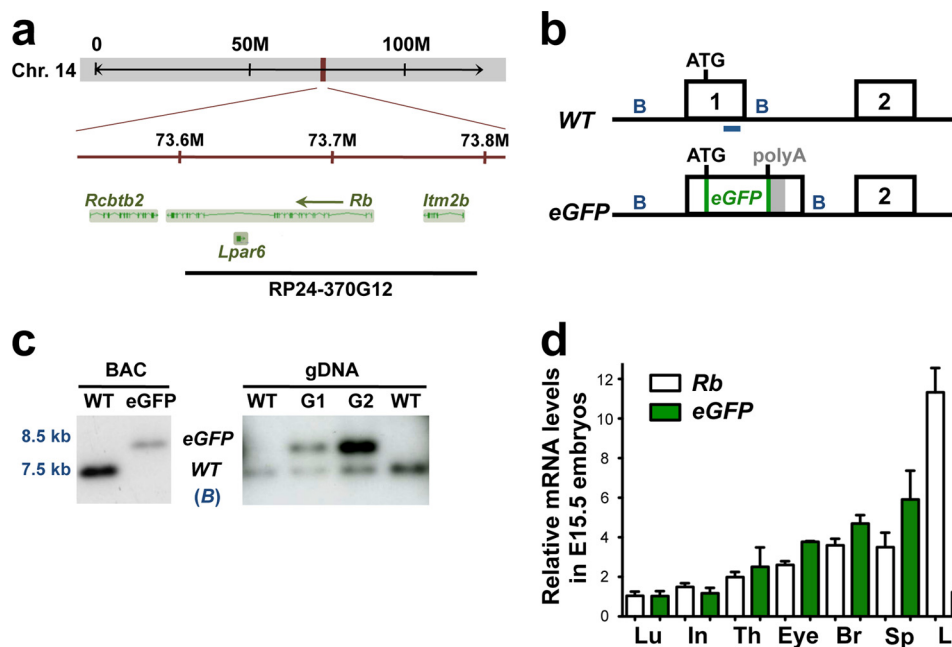 a
0 50M 100M
Chr. 14
73.6M 73.7M 73.8M
Rcbtb2 Rb Itm2b
Lpar6
RP24-370G12
b
ATG
B 1 B 2
WT
ATG polyA
eGFP
B eGFP B 2
c
BAC gDNA
WT eGFP WT G1 G2 WT
8.5 kb eGFP
7.5 kb WT
(B)
d
Relative mRNA levels
in E15.5 embryos
12
10
8
6
4
2
0
Rb
eGFP
Lu In Th Eye Br Sp L